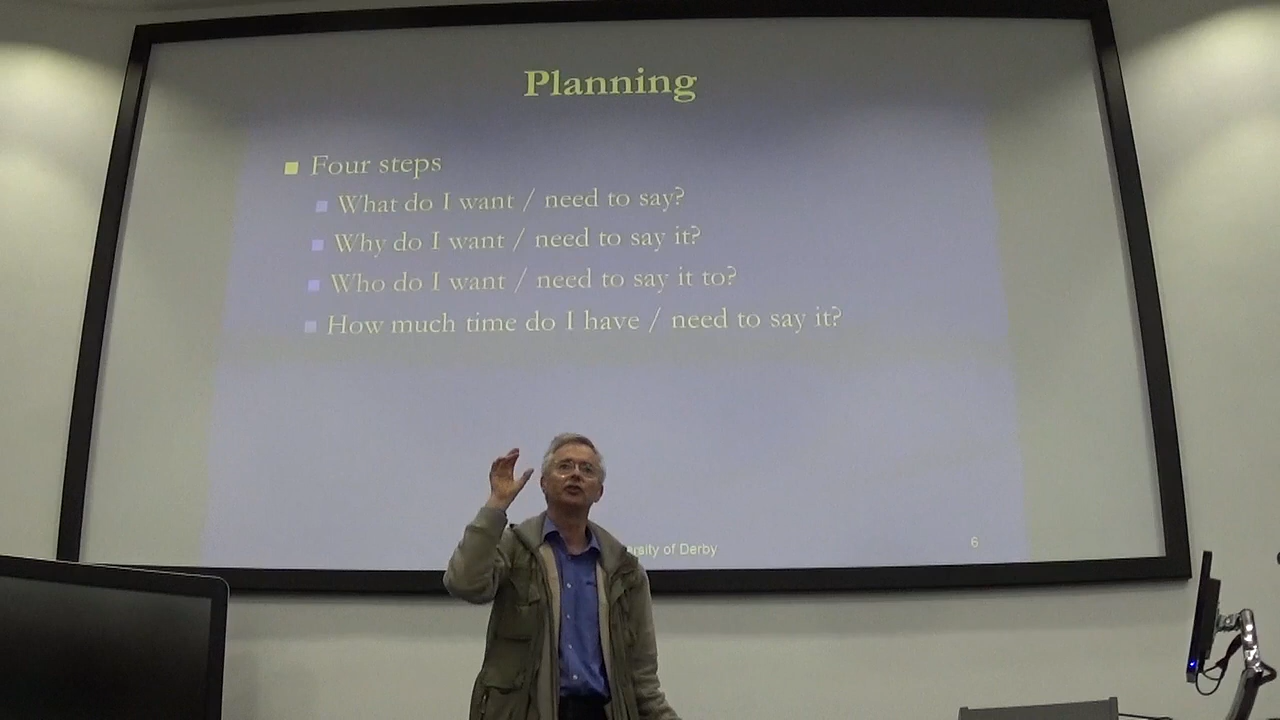 Planning
Four steps
What do I want / need to say?
Why do I want / need to say it?
Who do I want / need to say it to?
How much time do I have / need to say it?
of Derby
6